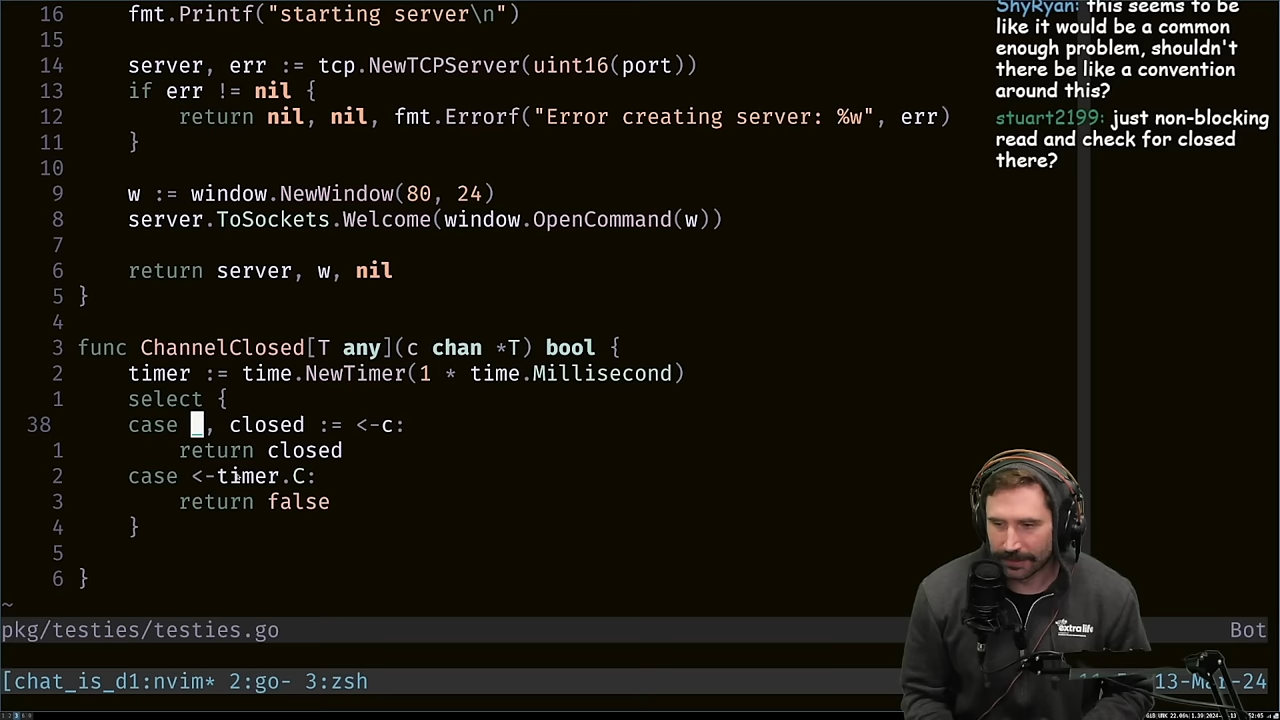 16 fmt.Printf("starting server\n")
15
14 server, err := tcp.NewTCPServer(uint16(port))
13 if err != nil {
12 return nil, nil, fmt.Errorf("Error creating server: %w", err)
11 }
10
9 w := window.NewWindow(80, 24)
8 server.ToSockets.Welcome(window.OpenCommand(w))
7
6 return server, w, nil
5 }
4
3 func ChannelClosed[T any](c chan *T) bool {
2 timer := time.NewTimer(1 * time.Millisecond)
1 select {
38 case _, closed := <-c:
1 return closed
2 case <-timer.C:
3 return false
4 }
5
6 }
~
pkg/testies/testies.go Bot
[chat_is_d1:nvim* 2:go- 3:zsh 13-Mar-24
ShyRyan: this seems to be
like it would be a common
enough problem, shouldn't
there be like a convention
around this?
stuart2199: just non-blocking
read and check for closed
there?
extra life